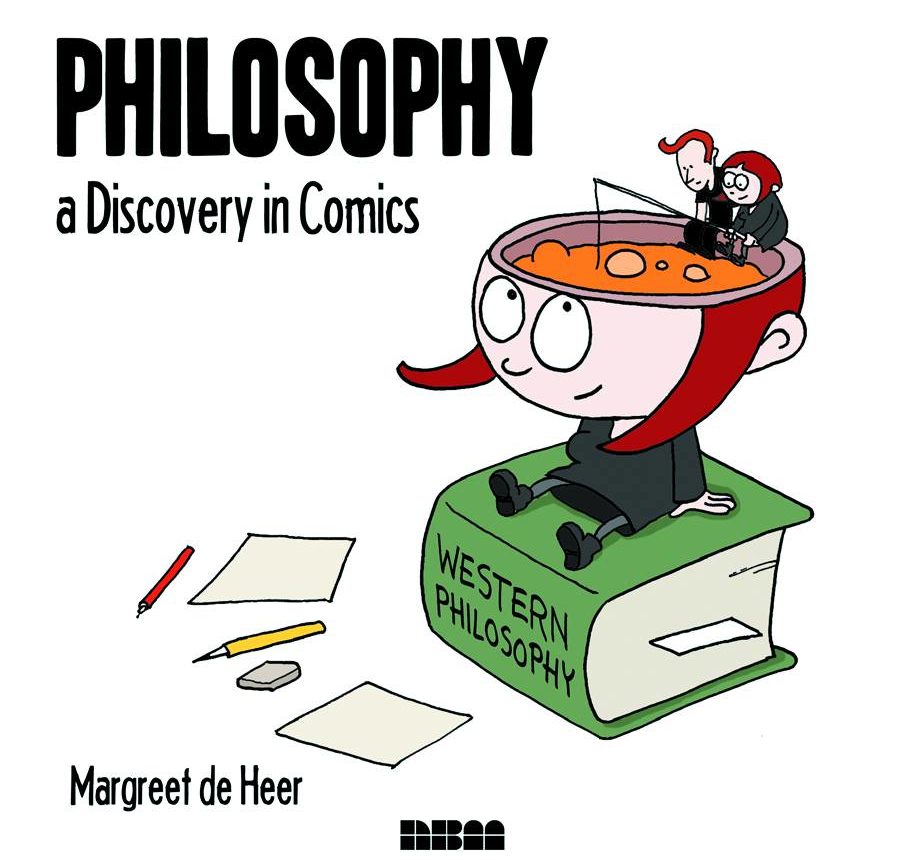 PHILOSOPHY
a Discovery in Comics
WESTERN
PHILOSOPHY
Margreet de Heer
nbm